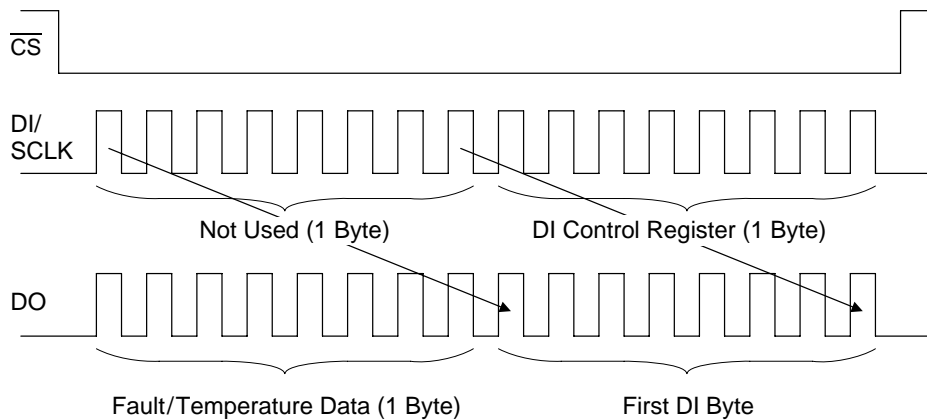 CS
DI/
SCLK
Not Used (1 Byte)
DI Control Register (1 Byte)
DO
Fault/Temperature Data (1 Byte)
First DI Byte